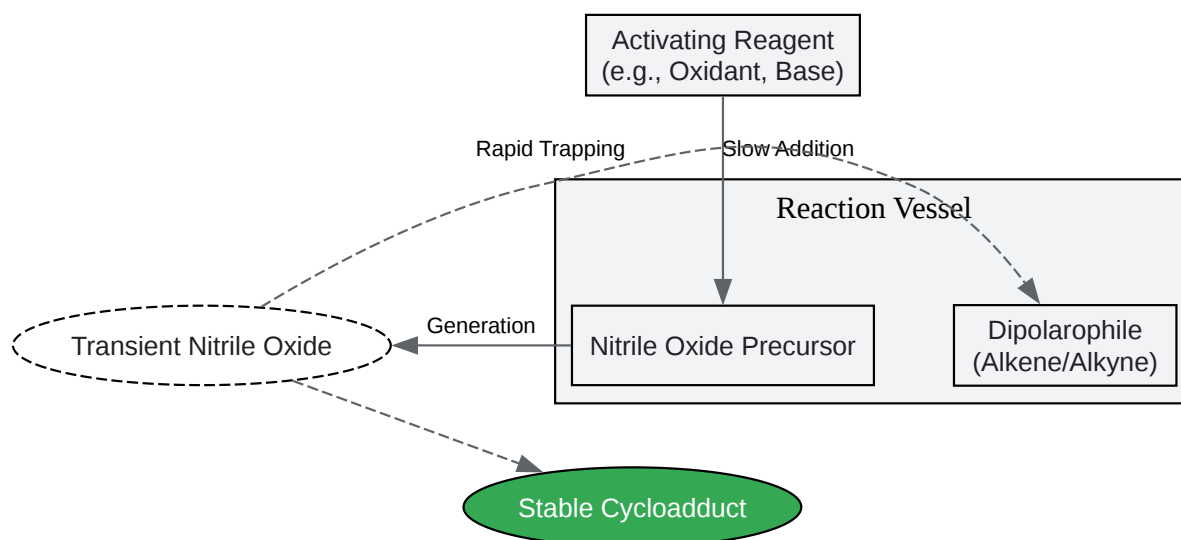 Activating Reagent
(e.g., Oxidant, Base)
Rapid Trapping
Slow Addition
Reaction Vessel
Transient Nitrile Oxide
Generation
Nitrile Oxide Precursor
Dipolarophile
(Alkene/Alkyne)
Stable Cycloadduct